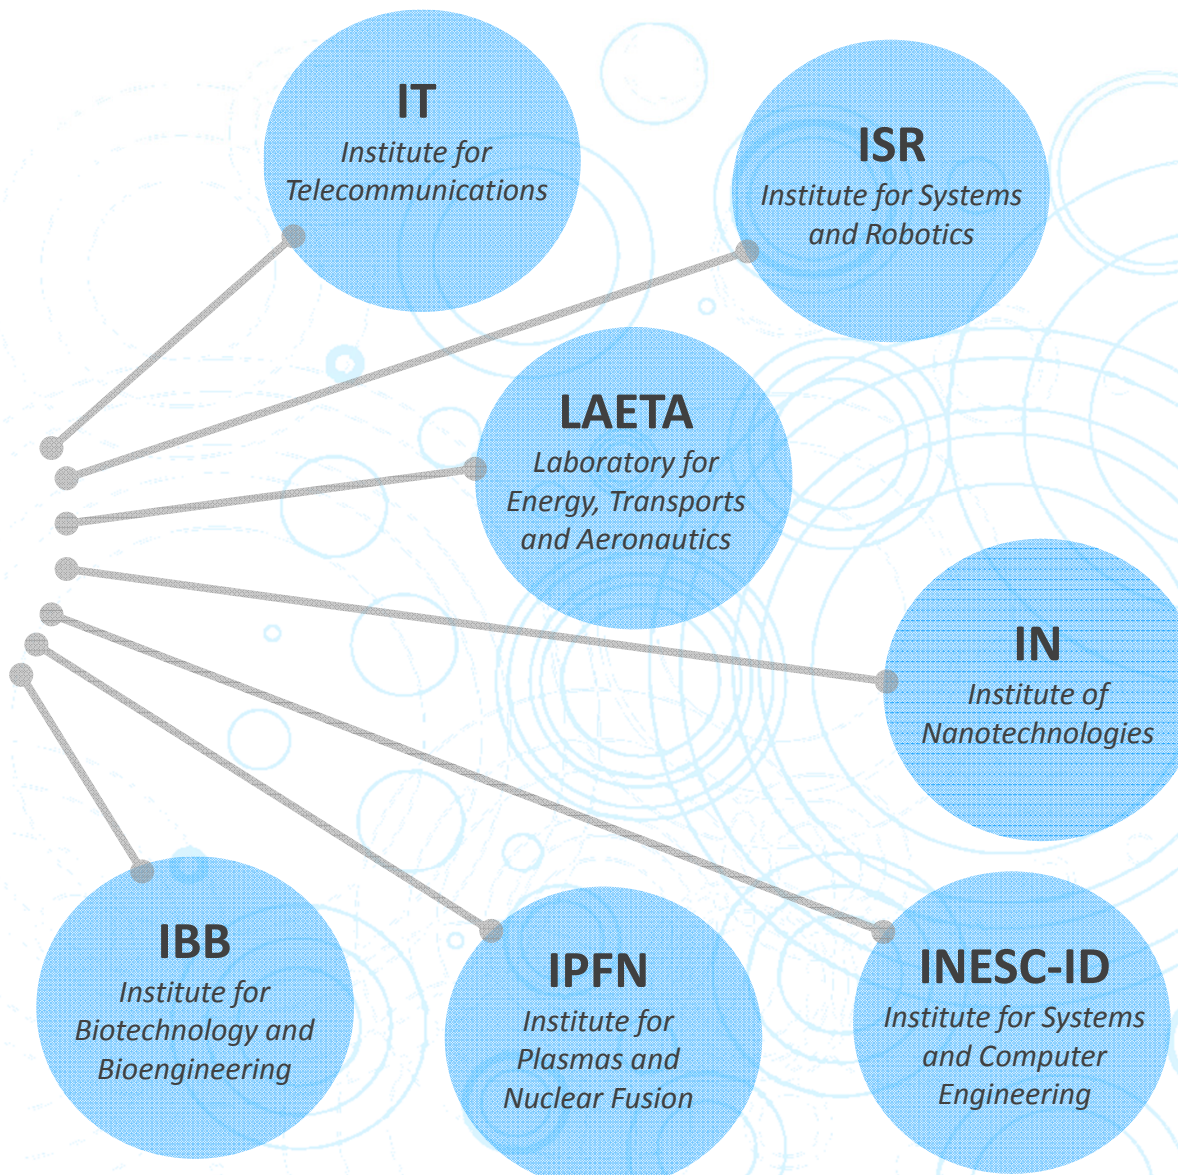 IT
Institute for
Telecommunications
ISR
Institute for Systems
and Robotics
LAETA
Laboratory for
Energy, Transports
and Aeronautics
IN
Institute of
Nanotechnologies
IBB
Institute for
Biotechnology and
Bioengineering
IPFN
Institute for
Plasmas and
Nuclear Fusion
INESC-ID
Institute for Systems
and Computer
Engineering